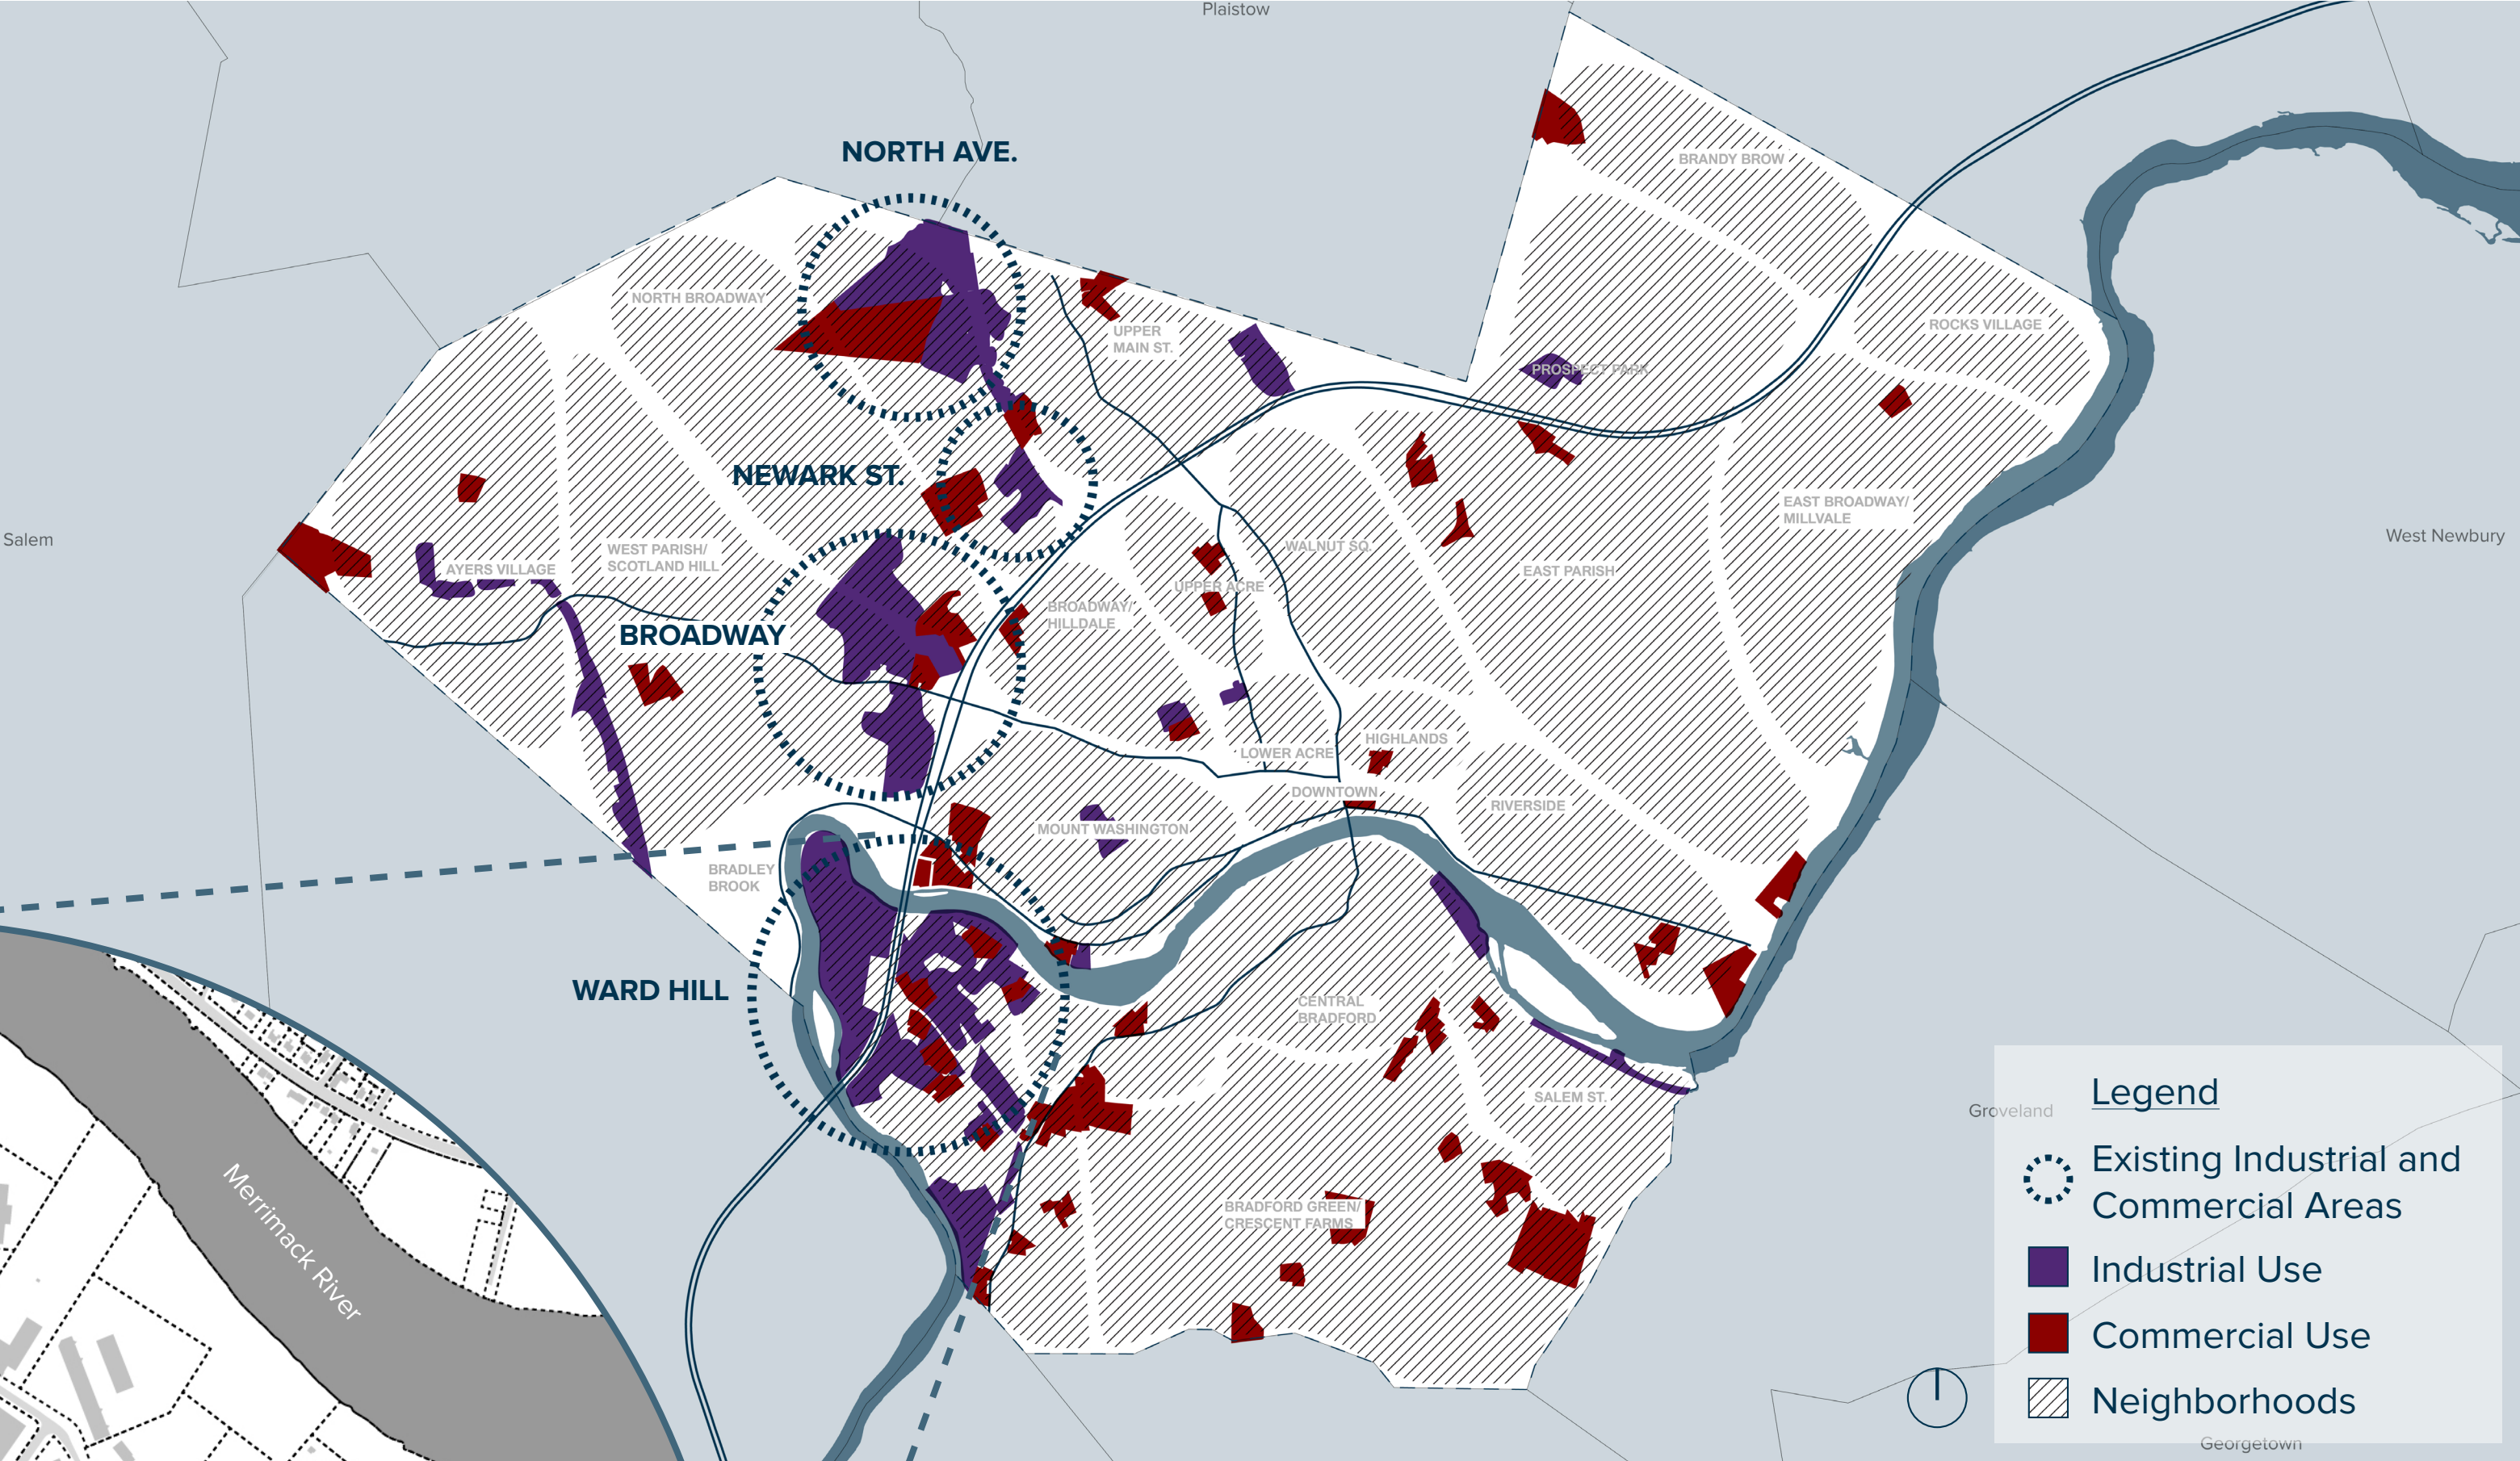 Plaistow
NORTH AVE.
BRANDY BROW
NORTH BROADWAY
UPPER
MAIN ST.
ROCKS VILLAGE
PROSPECT PARK
NEWARK ST.
EAST BROADWAY/
MILLVALE
Salem
West Newbury
WEST PARISH/
SCOTLAND HILL
AYERS VILLAGE
WALNUT SQ.
EAST PARISH
UPPER ACRE
BROADWAY/
HILLDALE
BROADWAY
HIGHLANDS
LOWER ACRE
DOWNTOWN
RIVERSIDE
MOUNT WASHINGTON
BRADLEY
BROOK
WARD HILL
CENTRAL
BRADFORD
SALEM ST.
Groveland
BRADFORD GREEN/
CRESCENT FARMS
Merrimack River
Legend
Existing Industrial and
Commercial Areas
Industrial Use
Commercial Use
Neighborhoods
Georgetown